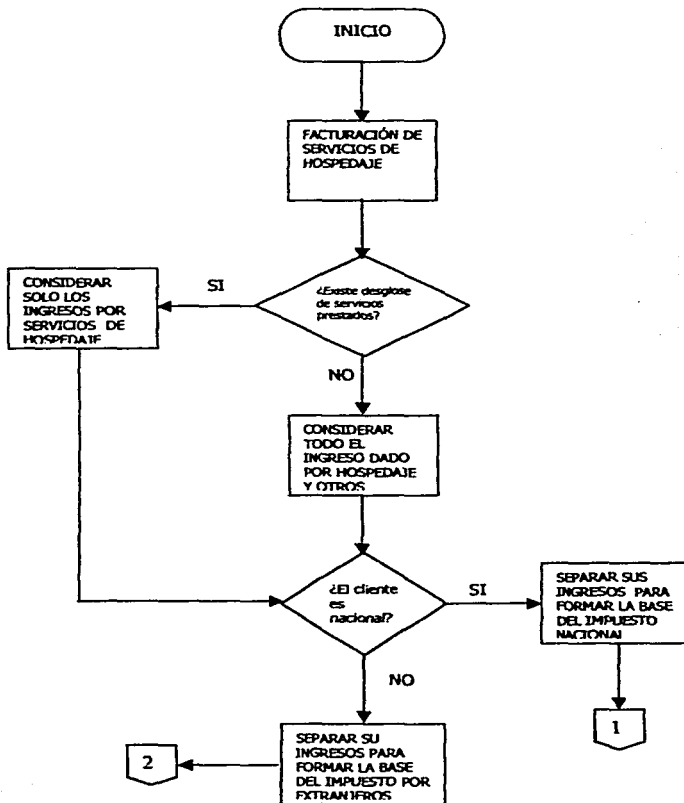 INICIO
FACTURACIÓN DE
SERVICIOS DE
HOSPEDAJE
¿Existe desglose
de servicios
prestados?
SI
CONSIDERAR
SOLO LOS
INGRESOS POR
SERVICIOS DE
HOSPEDAJE
NO
CONSIDERAR
TODO EL
INGRESO DADO
POR HOSPEDAJE
Y OTROS
¿El cliente
es
nacional?
SI
SEPARAR SUS
INGRESOS PARA
FORMAR LA BASE
DEL IMPUESTO
NACIONAL
1
NO
SEPARAR SU
INGRESOS PARA
FORMAR LA BASE
DEL IMPUESTO POR
EXTRANJEROS
2